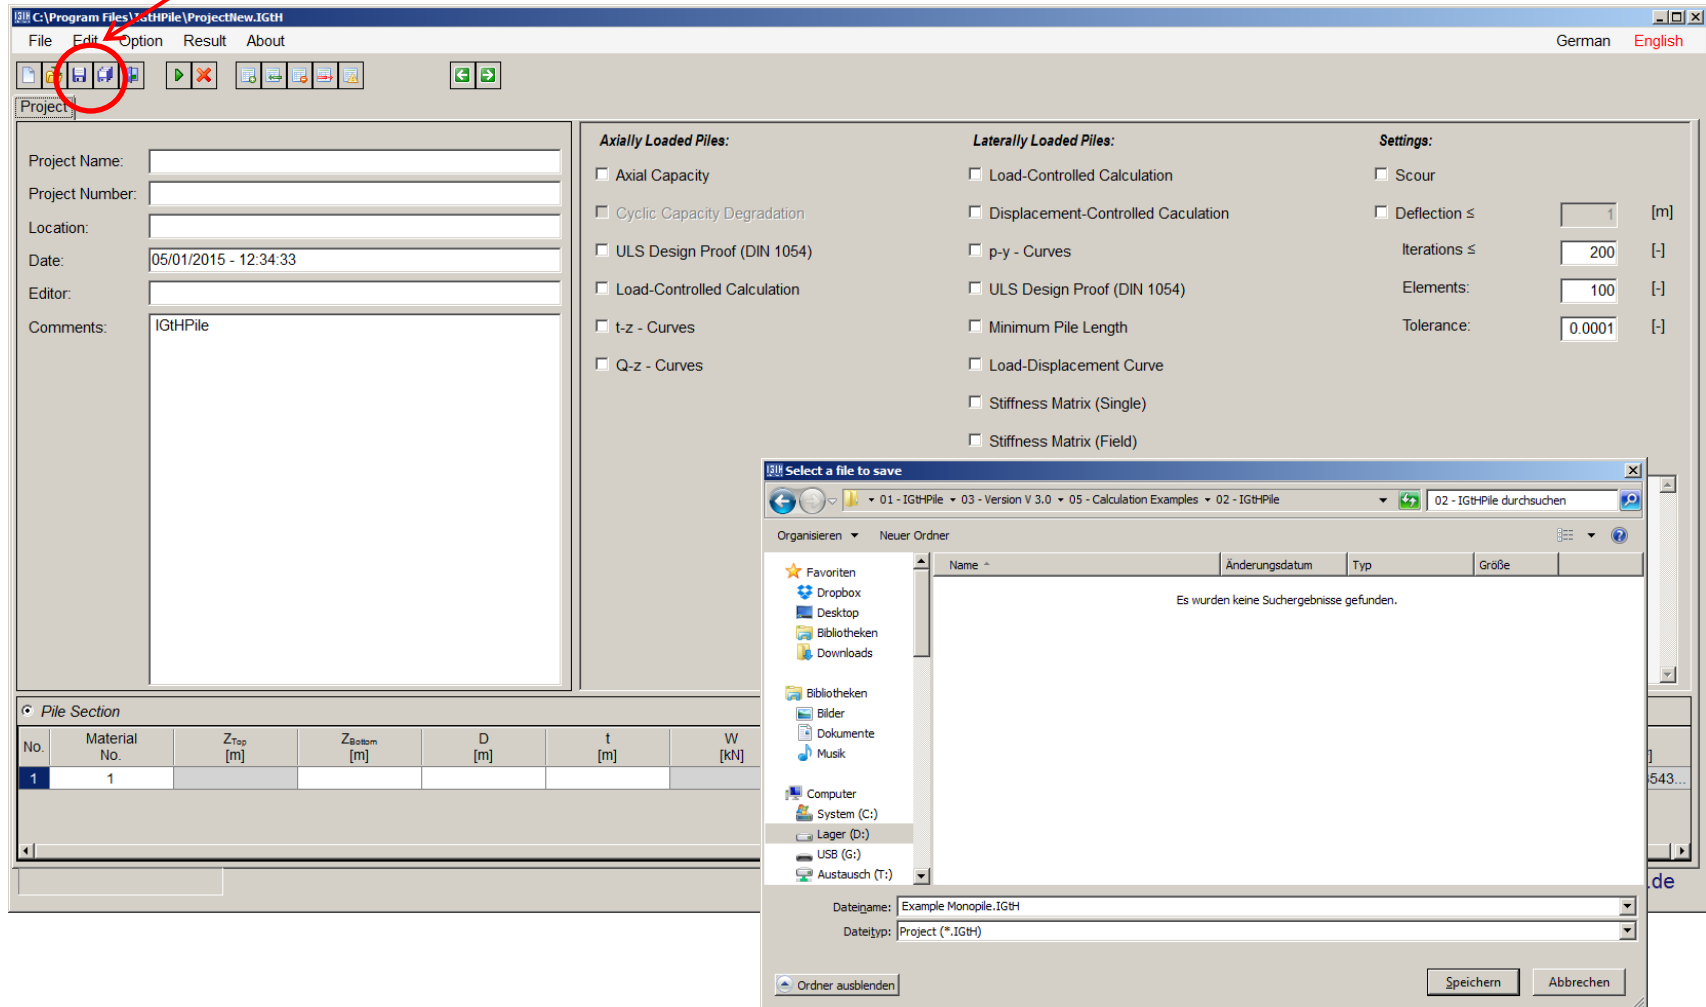 C:\Program Files\IGtHPile\ProjectNew.IGtH
File Edit Option Result About German English
Project
Project Name:
Project Number:
Location:
Date: 05/01/2015 - 12:34:33
Editor:
Comments: IGtHPile
Axially Loaded Piles:
Axial Capacity
Cyclic Capacity Degradation
ULS Design Proof (DIN 1054)
Load-Controlled Calculation
t-z - Curves
Q-z - Curves
Laterally Loaded Piles:
Load-Controlled Calculation
Displacement-Controlled Caculation
p-y - Curves
ULS Design Proof (DIN 1054)
Minimum Pile Length
Load-Displacement Curve
Stiffness Matrix (Single)
Stiffness Matrix (Field)
Settings:
Scour
Deflection ≤ 1 [m]
Iterations ≤ 200 [-]
Elements: 100 [-]
Tolerance: 0.0001 [-]
Pile Section
No. Material No. ZTop [m] ZBottom [m] D [m] t [m] W [kN]
1 1 3543...
.de
Select a file to save
01 - IGtHPile 03 - Version V 3.0 05 - Calculation Examples 02 - IGtHPile 02 - IGtHPile durchsuchen
Organisieren Neuer Ordner
Name Änderungsdatum Typ Größe
Es wurden keine Suchergebnisse gefunden.
Favoriten
Dropbox
Desktop
Bibliotheken
Downloads
Bibliotheken
Bilder
Dokumente
Musik
Computer
System (C:)
Lager (D:)
USB (G:)
Austausch (T:)
Dateiname: Example Monopile.IGtH
Dateityp: Project (*.IGtH)
Ordner ausblenden Speichern Abbrechen